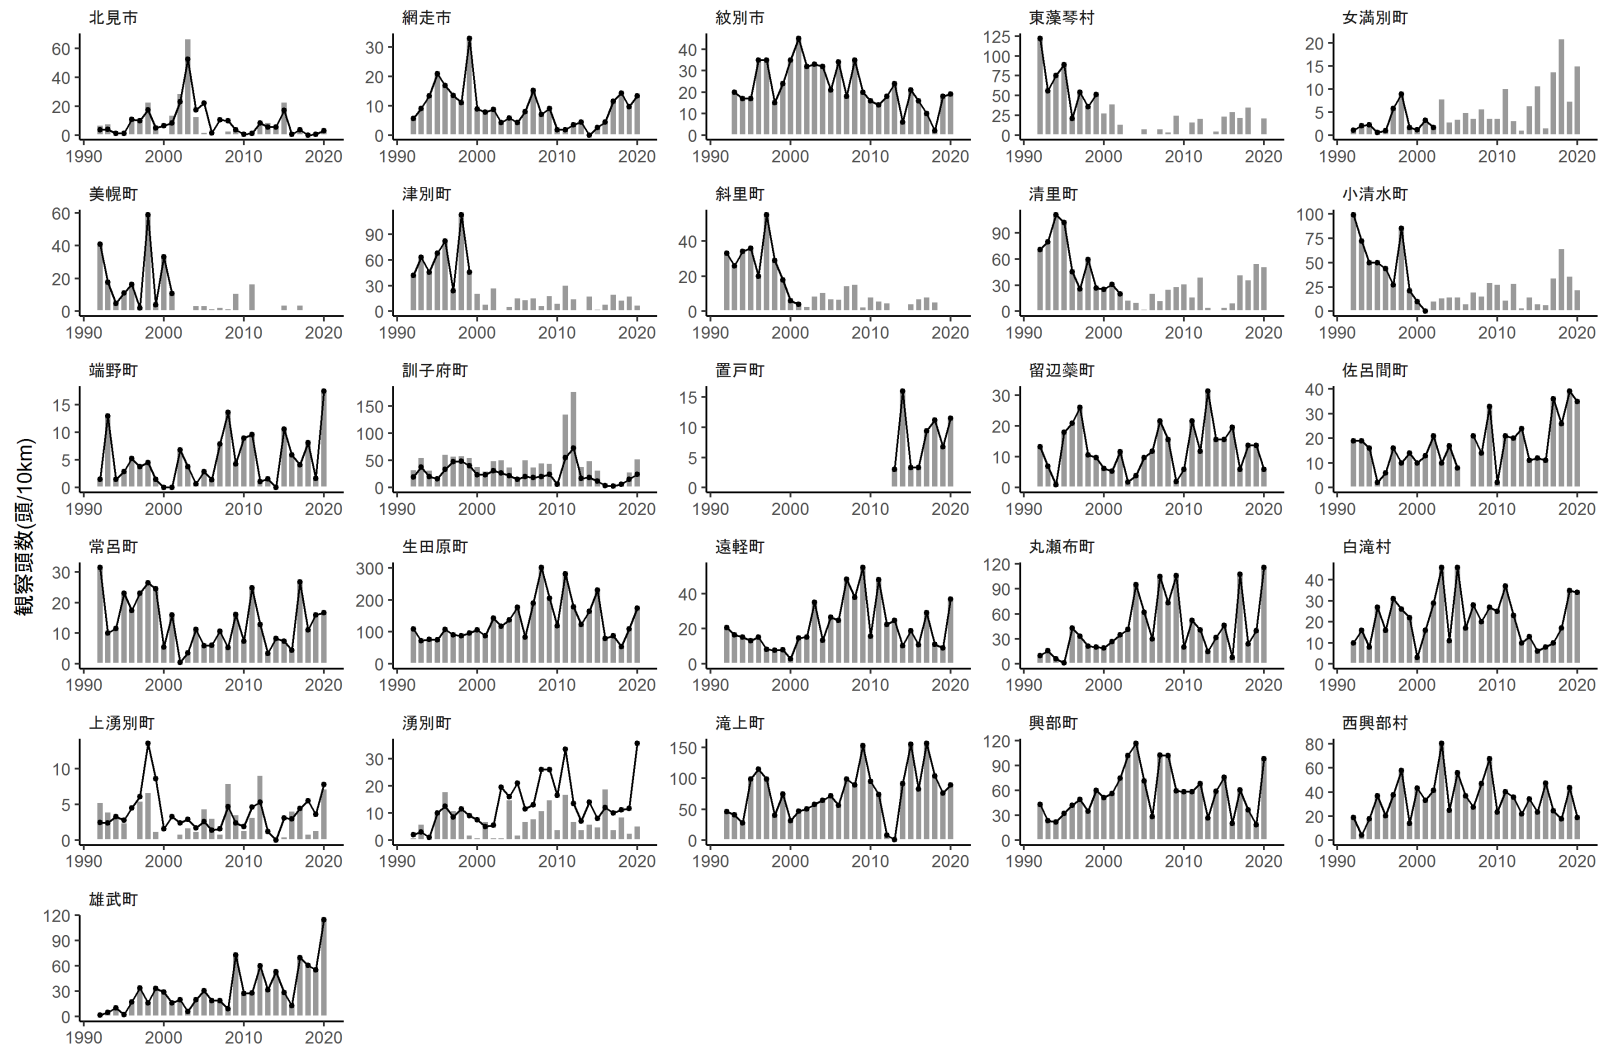 北見市 網走市 紋別市 東藻琴村 女満別町
60 30 40 125 20
100
40 20 30 75 15
20 10
50
20 10 10 25 5
0 0 0 0 0
1990 2000 2010 2020 1990 2000 2010 2020 1990 2000 2010 2020 1990 2000 2010 2020 1990 2000 2010 2020
美幌町 津別町 斜里町 清里町 小清水町
60 90 40 90 100
40 60 60 75
20 50
20 30 30 25
0 0 0 0 0
1990 2000 2010 2020 1990 2000 2010 2020 1990 2000 2010 2020 1990 2000 2010 2020 1990 2000 2010 2020
端野町 訓子府町 置戸町 留辺蘂町 佐呂間町
15 150 15 30 40
10 100 10 20 30
20
5 50 5 10 10
0 0 0 0 0
1990 2000 2010 2020 1990 2000 2010 2020 1990 2000 2010 2020 1990 2000 2010 2020 1990 2000 2010 2020
観察頭数(頭/10km)
常呂町 生田原町 遠軽町 丸瀬布町 白滝村
30 300 40 120 40
20 200 90 30
20 60 20
10 100 30 10
0 0 0 0 0
1990 2000 2010 2020 1990 2000 2010 2020 1990 2000 2010 2020 1990 2000 2010 2020 1990 2000 2010 2020
上湧別町 湧別町 滝上町 興部町 西興部村
10 30 150 120 80
20 100 90 60
5 60 40
10 50 30 20
0 0 0 0 0
1990 2000 2010 2020 1990 2000 2010 2020 1990 2000 2010 2020 1990 2000 2010 2020 1990 2000 2010 2020
雄武町
120
90
60
30
0
1990 2000 2010 2020